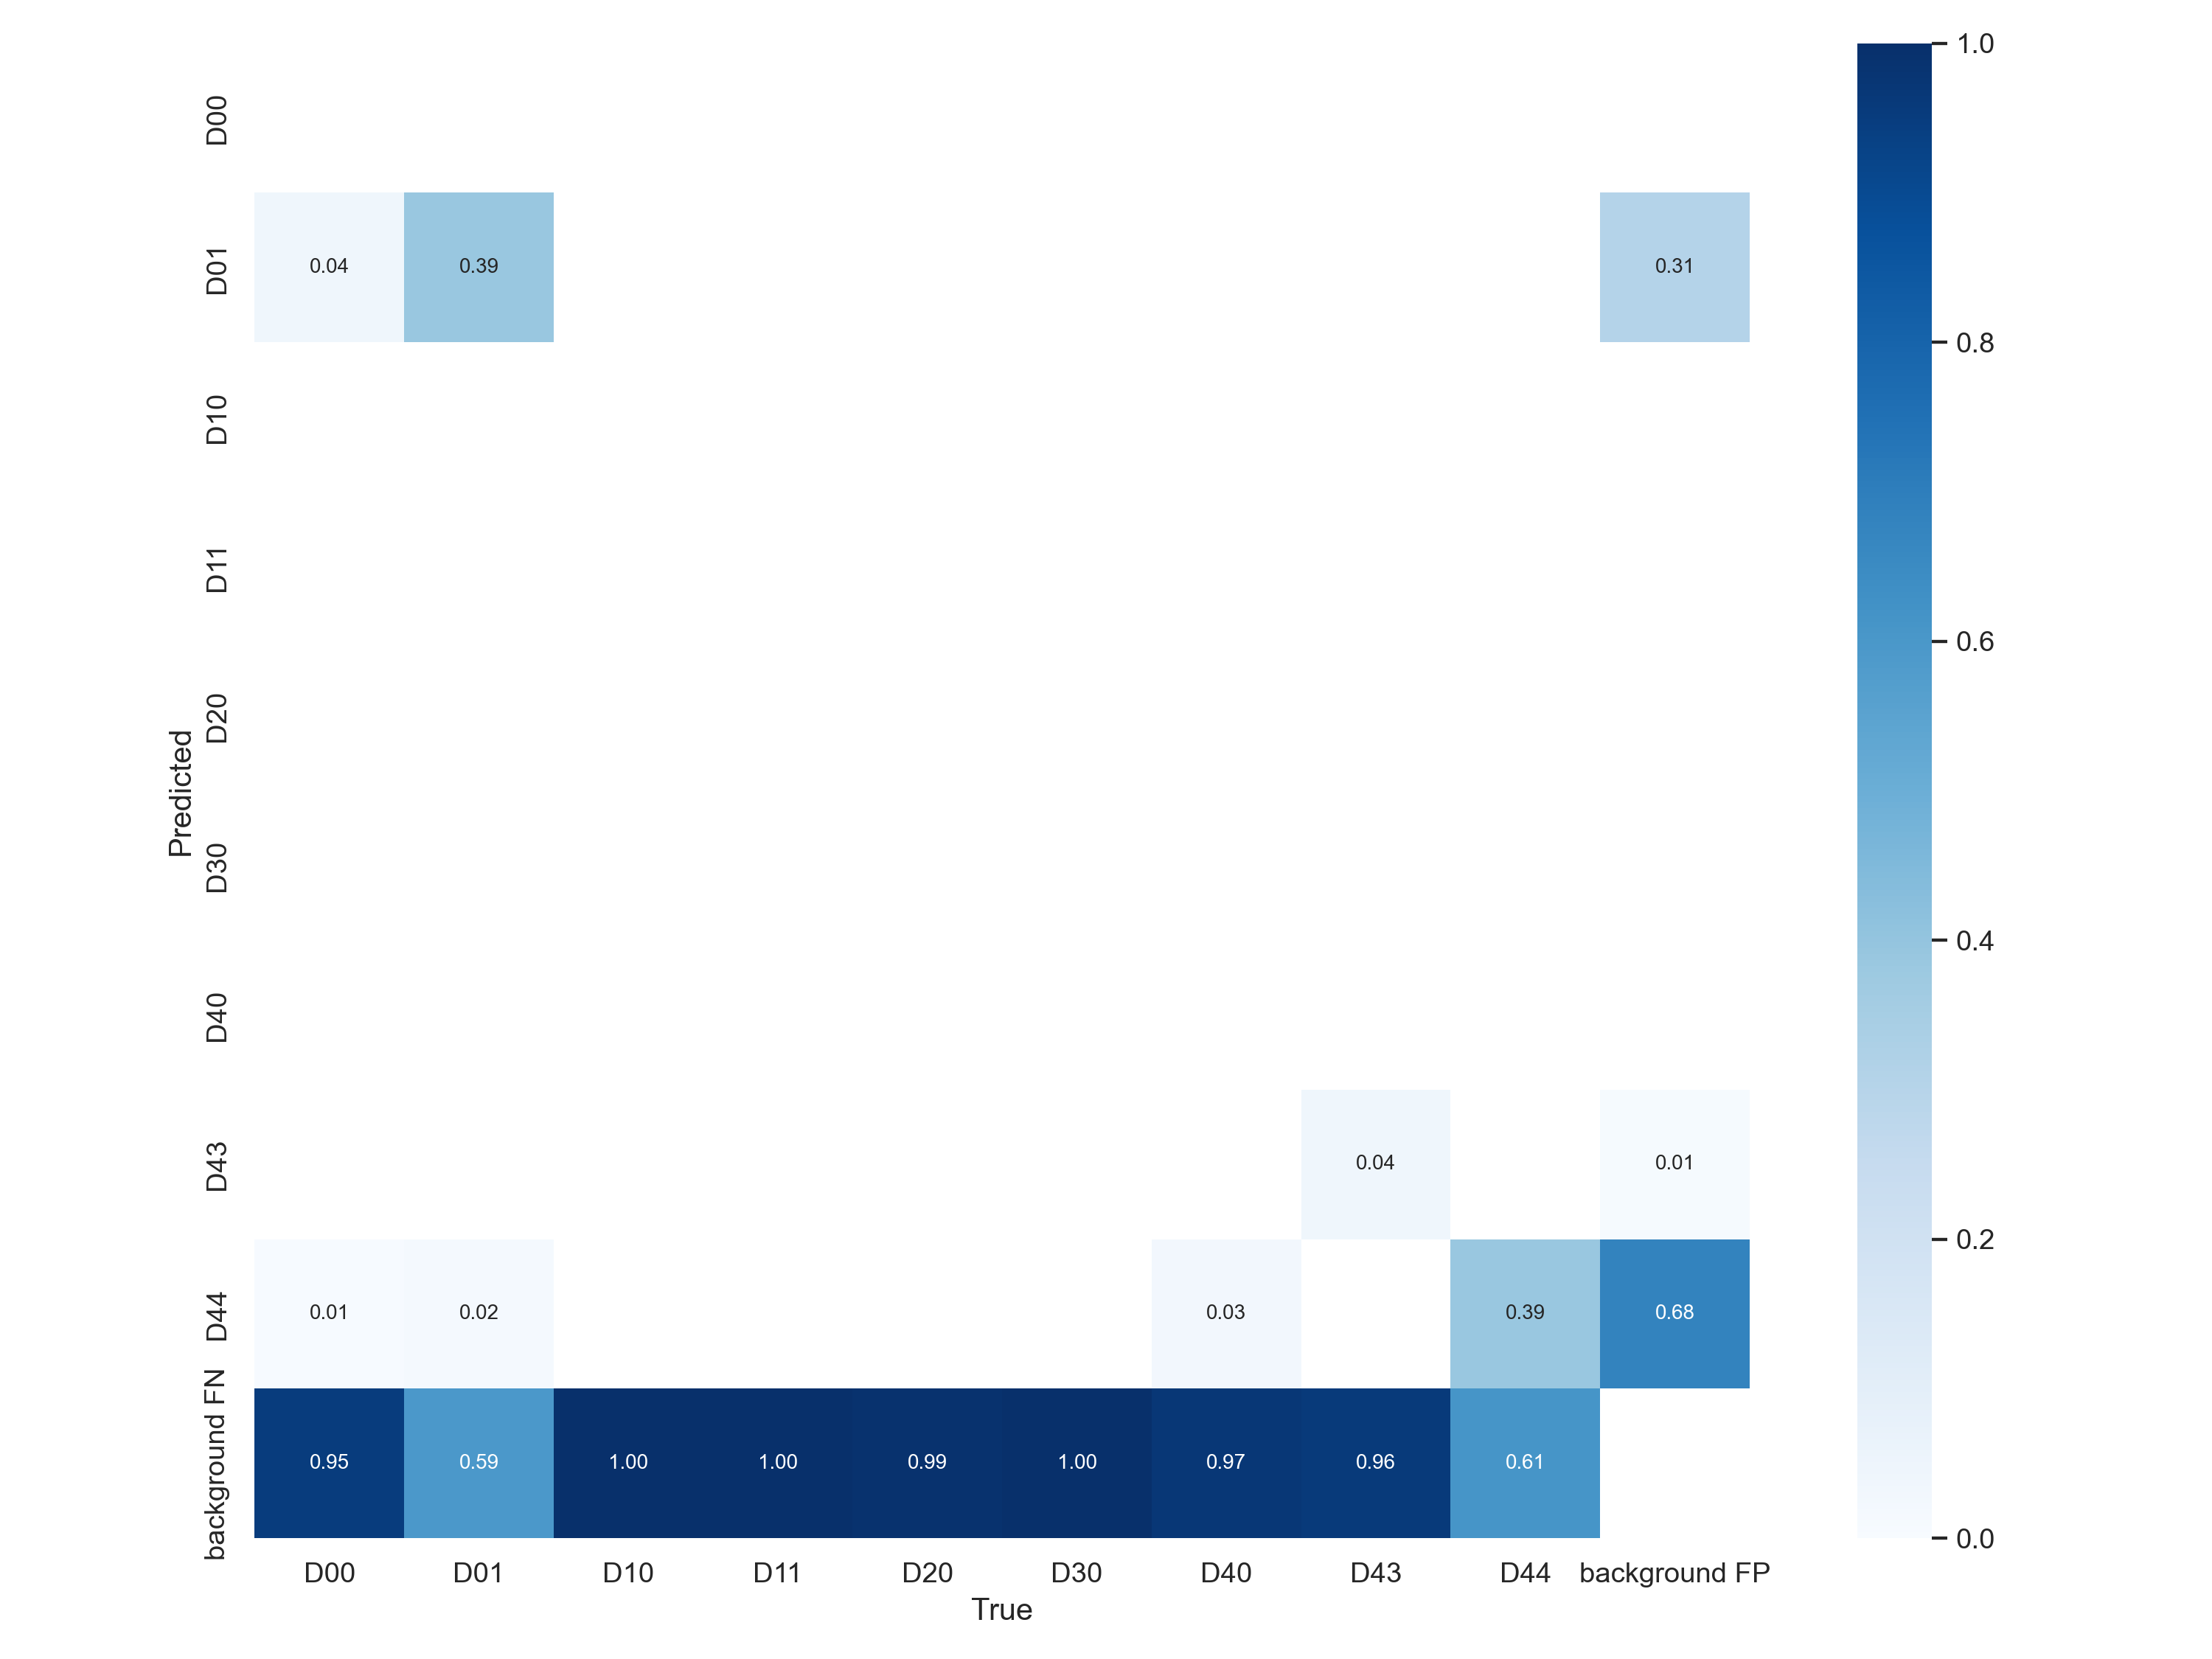 1.0
D00
D01
0.04 0.39 0.31
0.8
D10
D11
0.6
D20
Predicted
D30
0.4
D40
D43
0.04 0.01
0.2
D44
0.01 0.02 0.03 0.39 0.68
background FN
0.95 0.59 1.00 1.00 0.99 1.00 0.97 0.96 0.61
0.0
D00 D01 D10 D11 D20 D30 D40 D43 D44 background FP
True